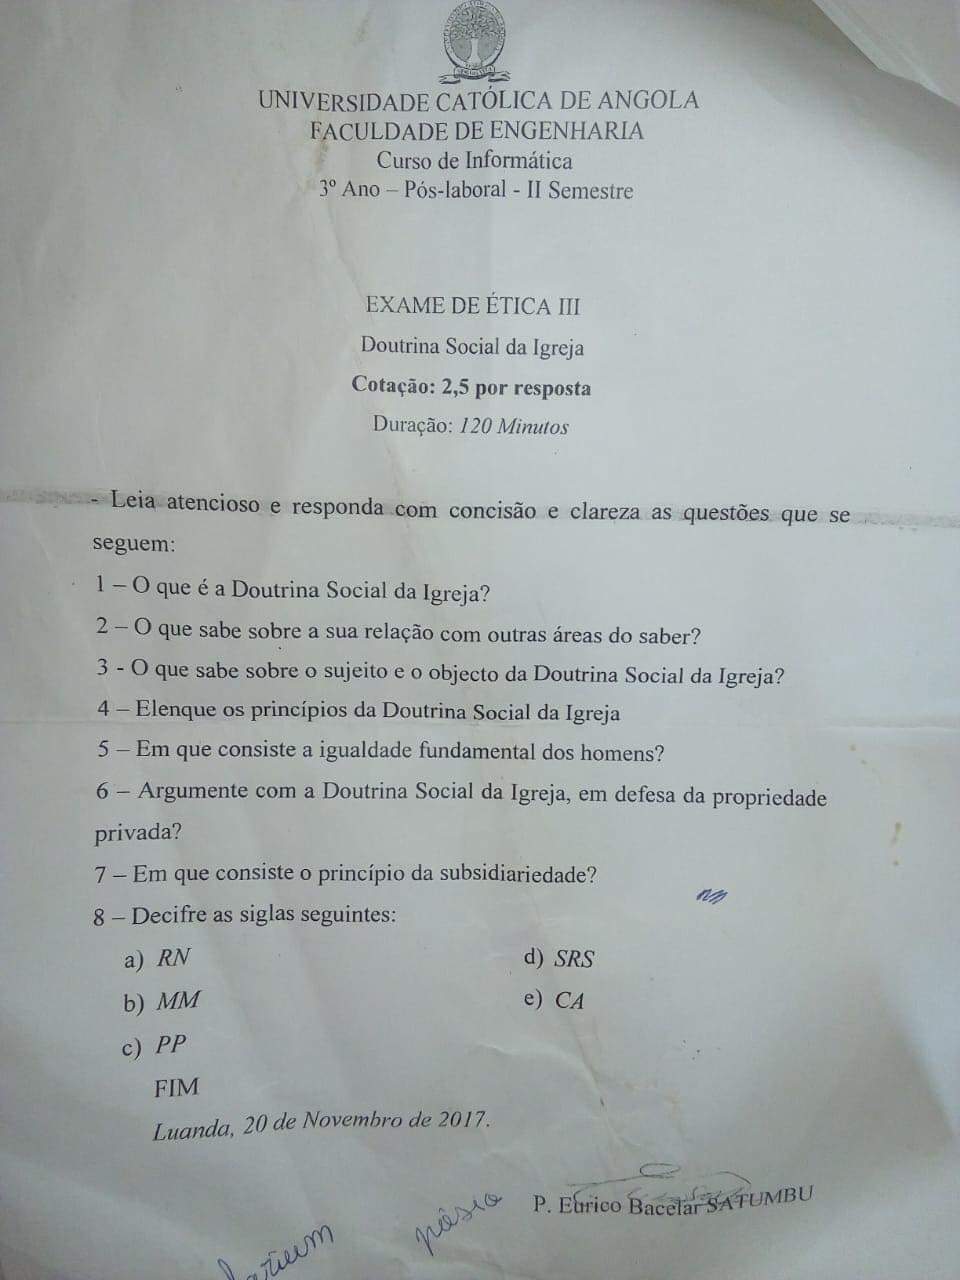 UNIVERSIDADE CATÓLICA DE ANGOLA
FACULDADE DE ENGENHARIA
Curso de Informática
3º Ano – Pós-laboral - II Semestre
EXAME DE ÉTICA III
Doutrina Social da Igreja
Cotação: 2,5 por resposta
Duração: 120 Minutos
- Leia atencioso e responda com concisão e clareza as questões que se
seguem:
1 – O que é a Doutrina Social da Igreja?
2 – O que sabe sobre a sua relação com outras áreas do saber?
3 - O que sabe sobre o sujeito e o objecto da Doutrina Social da Igreja?
4 – Elenque os princípios da Doutrina Social da Igreja
5 – Em que consiste a igualdade fundamental dos homens?
6 – Argumente com a Doutrina Social da Igreja, em defesa da propriedade
privada?
7 – Em que consiste o princípio da subsidiariedade?
8 – Decifre as siglas seguintes:
a) RN
b) MM
c) PP
d) SRS
e) CA
FIM
Luanda, 20 de Novembro de 2017.
P. Eurico Bacelar SATUMBU